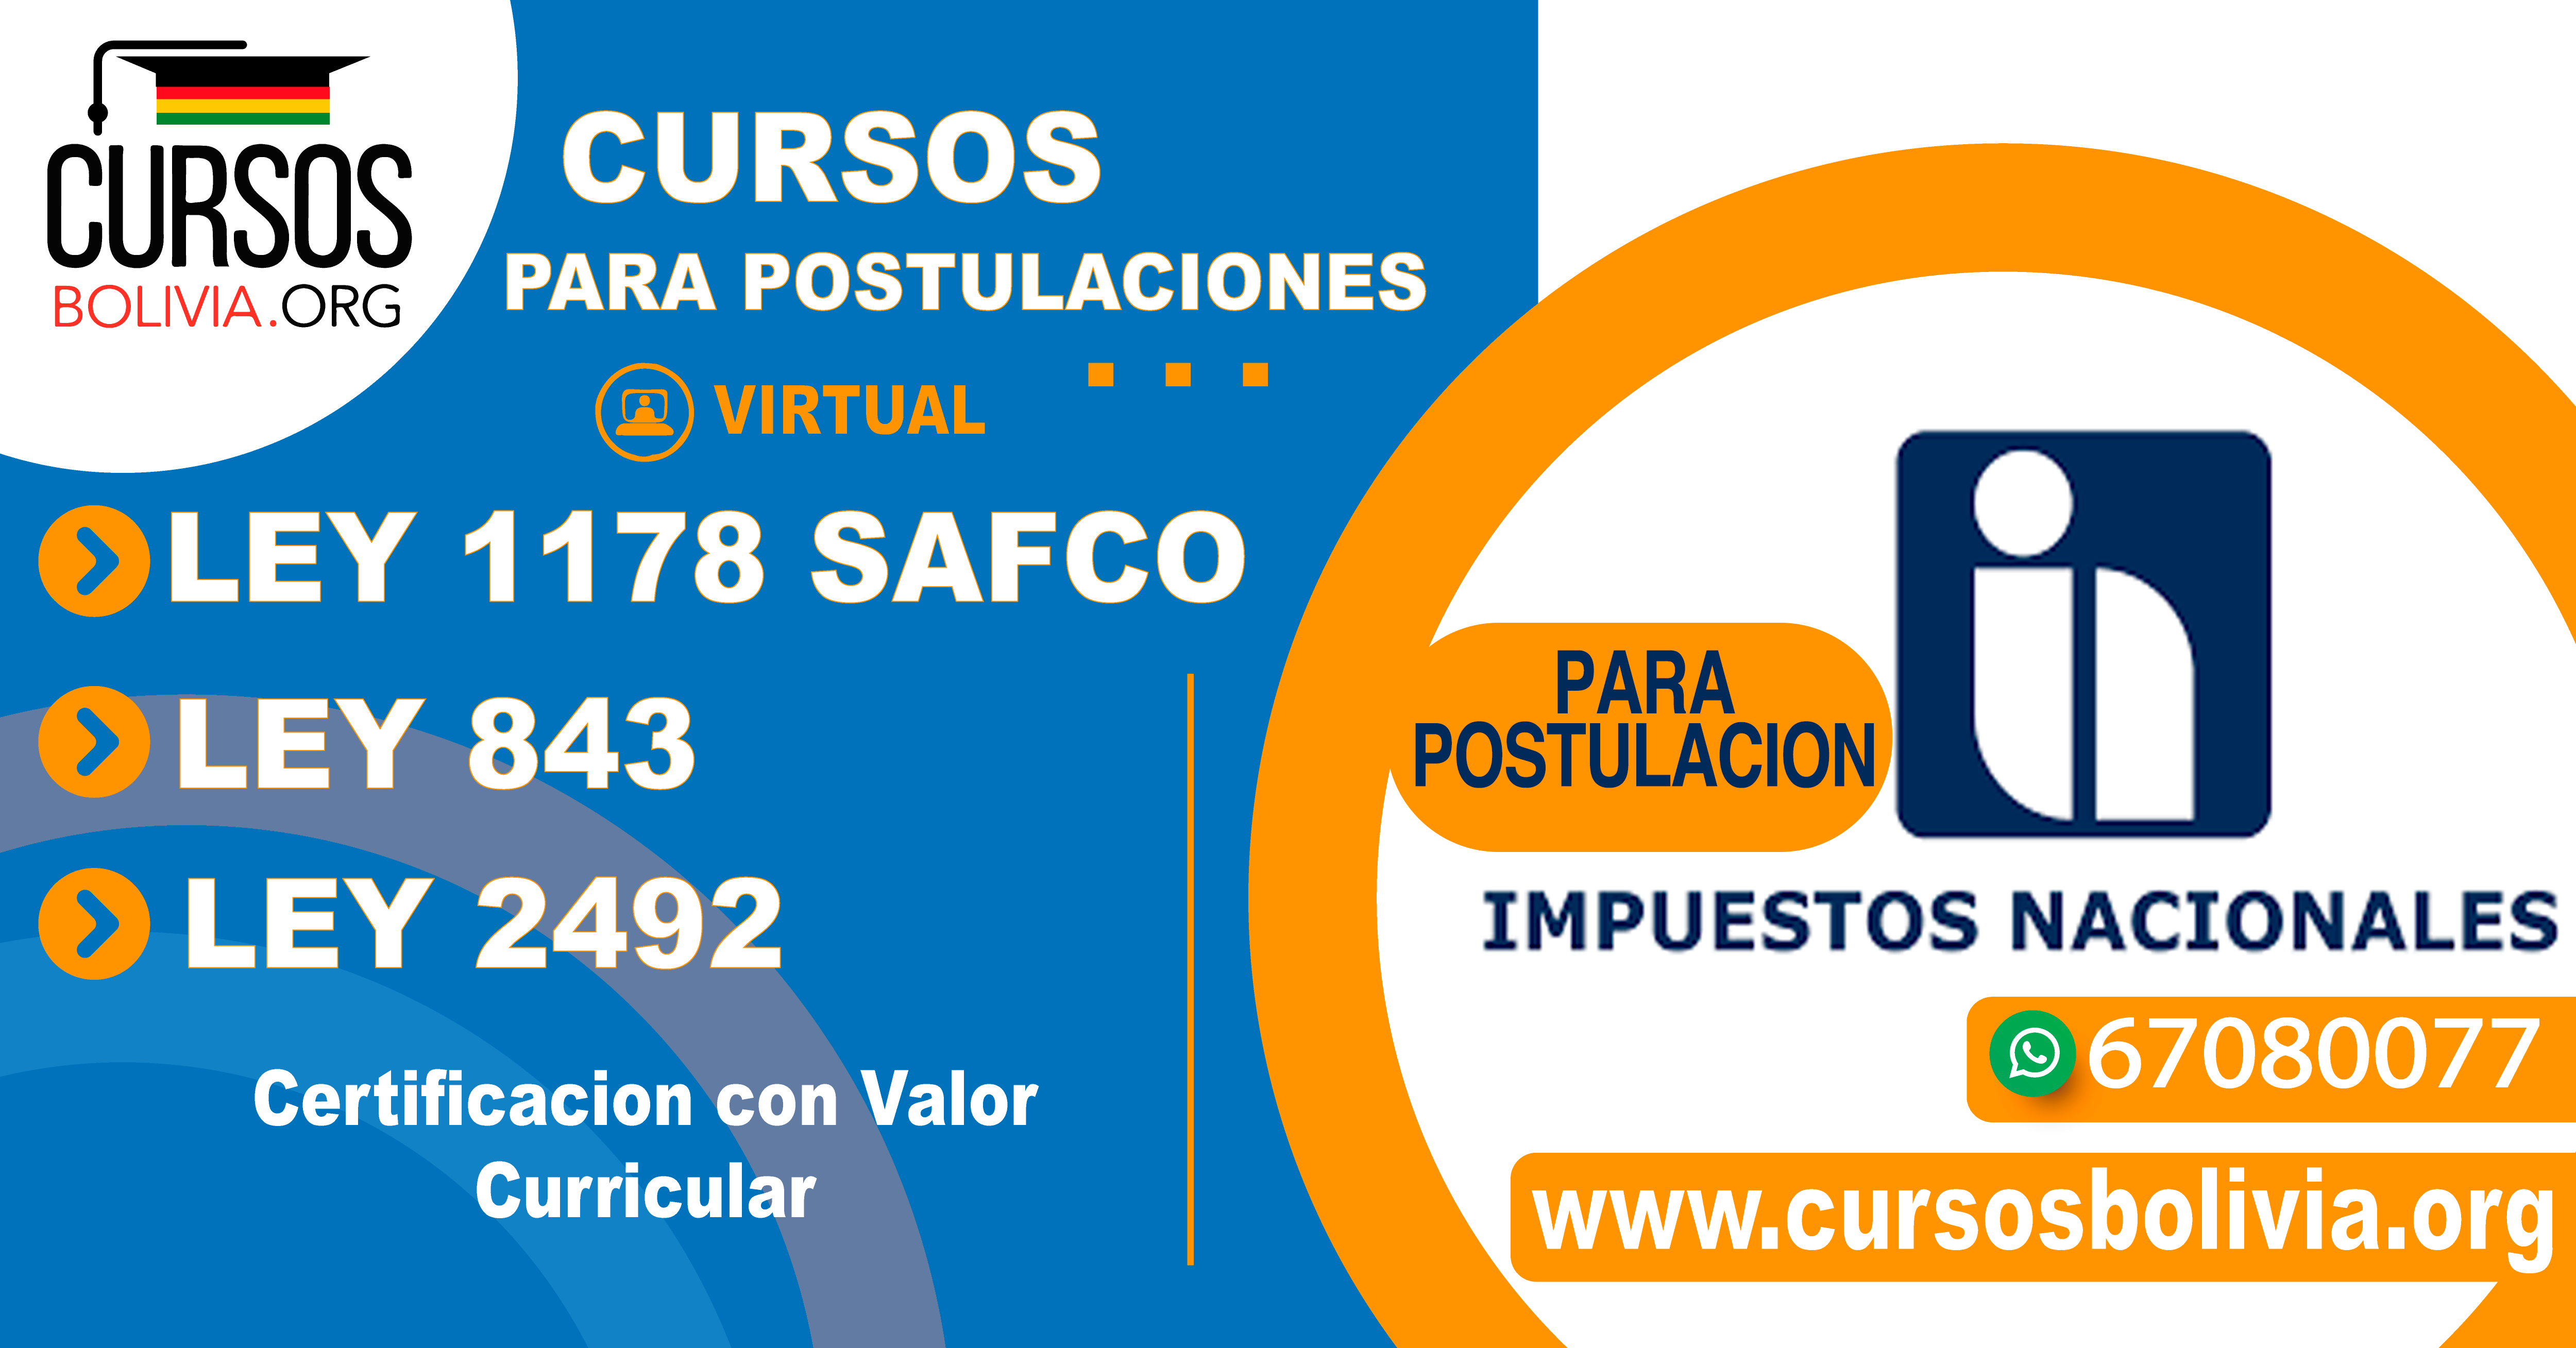 CURSOS
BOLIVIA.ORG
CURSOS
PARA POSTULACIONES
VIRTUAL
LEY 1178 SAFCO
LEY 843
LEY 2492
Certificacion con Valor
Curricular
PARA
POSTULACION
IMPUESTOS NACIONALES
67080077
www.cursosbolivia.org